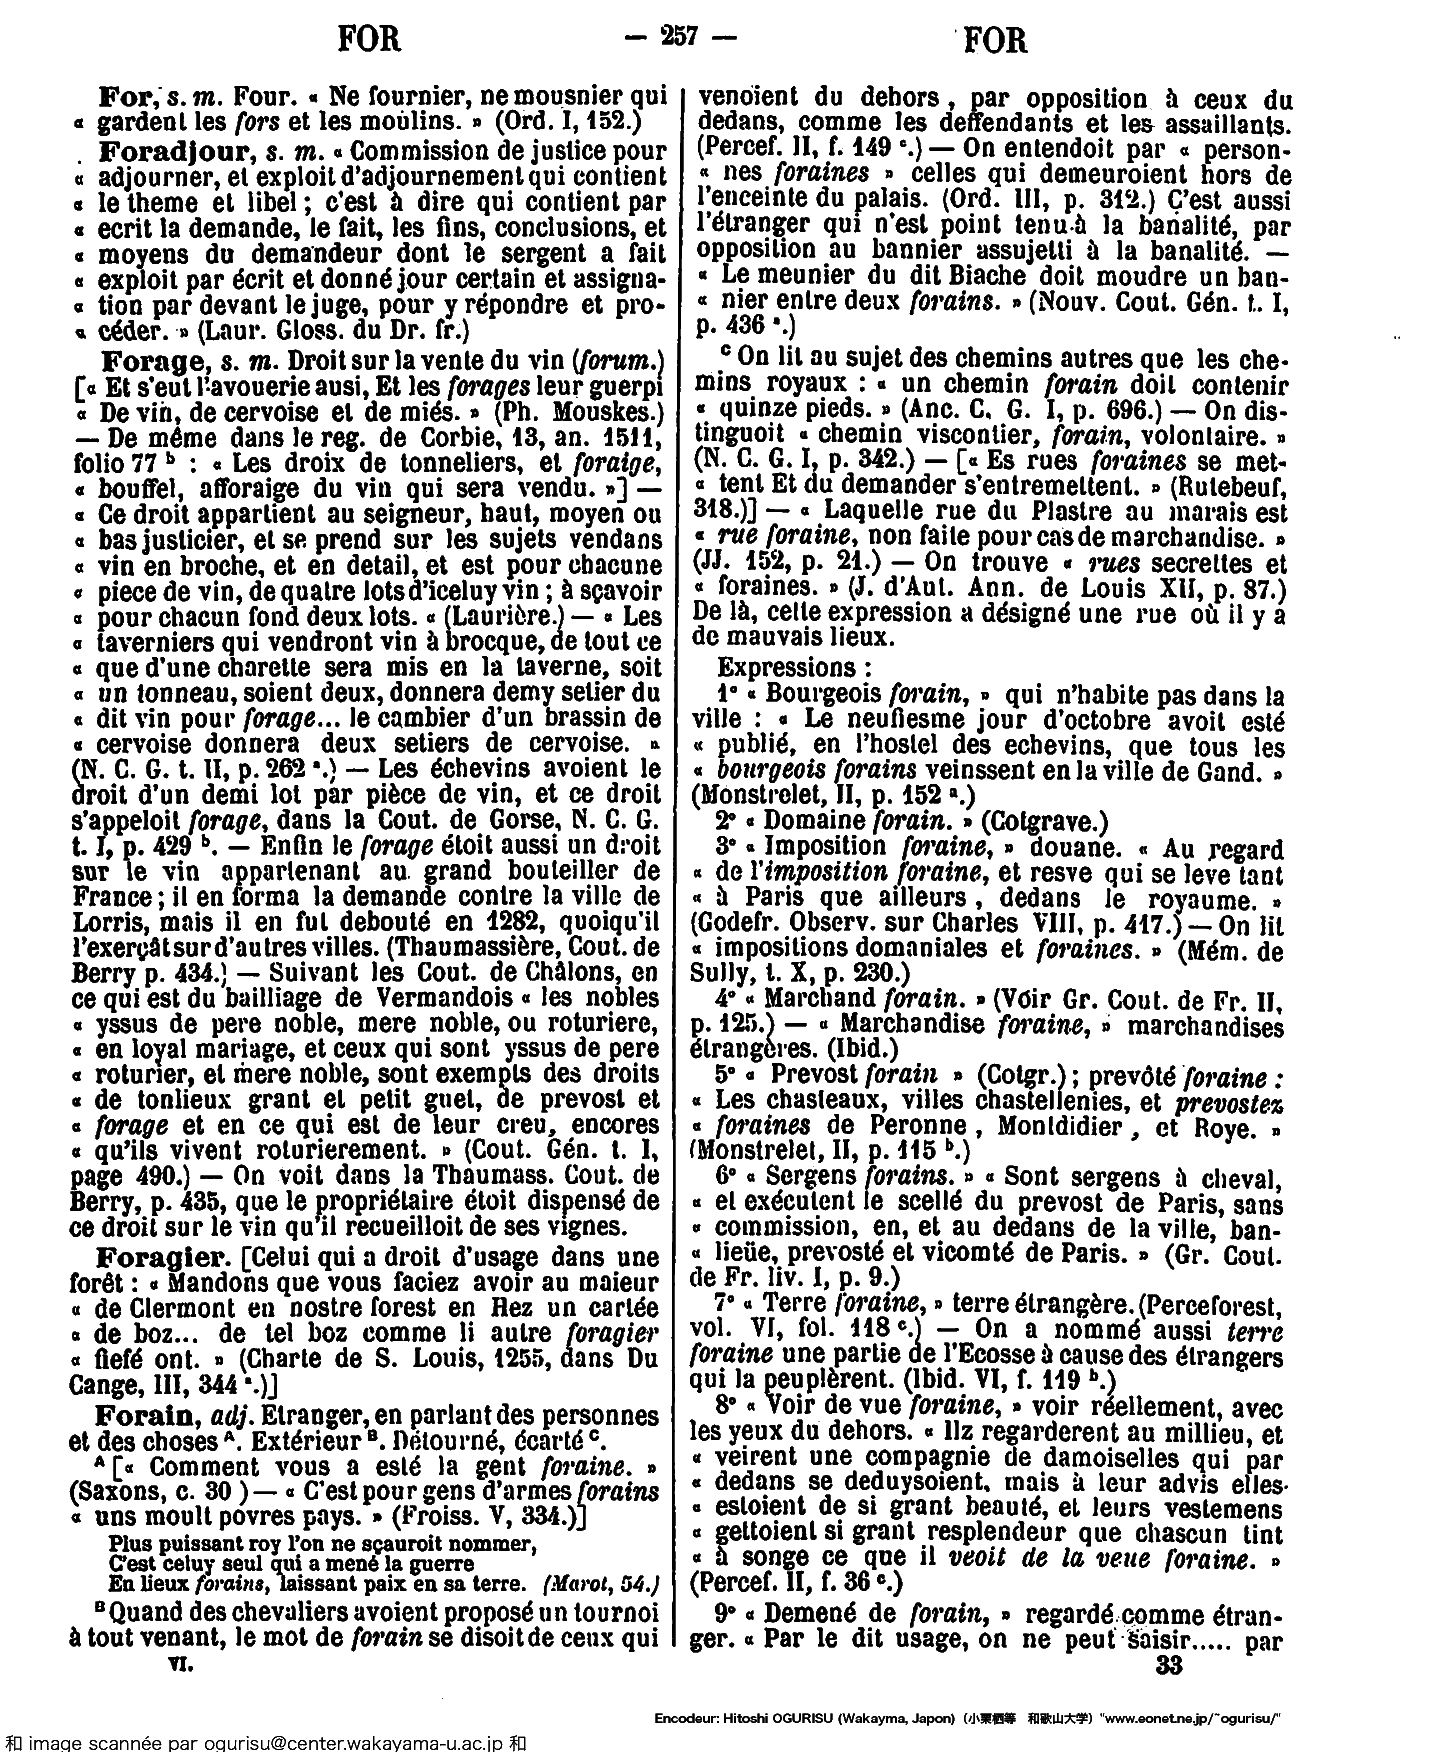 FOR — 257 — FOR
For, s. m. Four. « Ne fournier, ne mousnier qui
« gardent les fors et les moulins. » (Ord. I, 152.)
Foradjour, s. m. « Commission de justice pour
« adjourner, et exploit d'adjournement qui contient
« le theme et libel ; c'est à dire qui contient par
« ecrit la demande, le fait, les fins, conclusions, et
« moyens du demandeur dont le sergent a fait
« exploit par écrit et donné jour certain et assigna-
« tion par devant le juge, pour y répondre et pro-
« céder. » (Laur. Gloss. du Dr. fr.)
Forage, s. m. Droit sur la vente du vin (forum.)
[« Et s'eut l'avouerie ausi, Et les forages leur guerpi
« De vin, de cervoise et de miés. » (Ph. Mouskes.)
— De même dans le reg. de Corbie, 13, an. 1511,
folio 77 b : « Les droix de tonneliers, et foraige,
« bouffel, afforaige du vin qui sera vendu. »] —
« Ce droit appartient au seigneur, haut, moyen ou
« bas justicier, et se prend sur les sujets vendans
« vin en broche, et en detail, et est pour chacune
« piece de vin, de quatre lots d'iceluy vin ; à sçavoir
« pour chacun fond deux lots. « (Laurière.) — « Les
« taverniers qui vendront vin à brocque, de tout ce
« que d'une charette sera mis en la taverne, soit
« un tonneau, soient deux, donnera demy setier du
« dit vin pour forage... le cambier d'un brassin de
« cervoise donnera deux setiers de cervoise. »
(N. C. G. t. II, p. 262 a.) — Les échevins avoient le
droit d'un demi lot par pièce de vin, et ce droit
s'appeloit forage, dans la Cout. de Gorse, N. C. G.
t. I, p. 429 b. — Enfin le forage étoit aussi un droit
sur le vin appartenant au grand bouteiller de
France ; il en forma la demande contre la ville de
Lorris, mais il en fut debouté en 1282, quoiqu'il
l'exerçât sur d'autres villes. (Thaumassière, Cout. de
Berry p. 434.) — Suivant les Cout. de Châlons, en
ce qui est du bailliage de Vermandois « les nobles
« yssus de pere noble, mere noble, ou roturiere,
« en loyal mariage, et ceux qui sont yssus de pere
« roturier, et mere noble, sont exempts des droits
« de tonlieux grant et petit guet, de prevost et
« forage et en ce qui est de leur creu, encores
« qu'ils vivent roturierement. » (Cout. Gén. t. I,
page 490.) — On voit dans la Thaumass. Cout. de
Berry, p. 435, que le propriétaire étoit dispensé de
ce droit sur le vin qu'il recueilloit de ses vignes.
Foragier. [Celui qui a droit d'usage dans une
forêt : « Mandons que vous faciez avoir au maieur
« de Clermont en nostre forest en Hez un cartée
« de boz... de tel boz comme li autre foragier
« fiefé ont. » (Charte de S. Louis, 1255, dans Du
Cange, III, 344 a.)]
Forain, adj. Etranger, en parlant des personnes
et des choses A. Extérieur B. Détourné, écarté C.
A [« Comment vous a esté la gent foraine. »
(Saxons, c. 30 ) — « C'est pour gens d'armes forains
« uns moult povres pays. » (Froiss. V, 334.)]
Plus puissant roy l'on ne sçauroit nommer,
C'est celuy seul qui a mené la guerre
En lieux forains, laissant paix en sa terre. (Marot, 54.)
B Quand des chevaliers avoient proposé un tournoi
à tout venant, le mot de forain se disoit de ceux qui
VI.
venoient du dehors, par opposition à ceux du
dedans, comme les deffendants et les assaillants.
(Percef. II, f. 149 c.) — On entendoit par « person-
« nes foraines » celles qui demeuroient hors de
l'enceinte du palais. (Ord. III, p. 312.) C'est aussi
l'étranger qui n'est point tenu à la banalité, par
opposition au bannier assujetti à la banalité. —
« Le meunier du dit Biache doit moudre un ban-
« nier entre deux forains. » (Nouv. Cout. Gén. t. I,
p. 436 a.)
C On lit au sujet des chemins autres que les che-
mins royaux : « un chemin forain doit contenir
« quinze pieds. » (Anc. C. G. I, p. 696.) — On dis-
tinguoit « chemin viscontier, forain, volontaire. »
(N. C. G. I, p. 342.) — [« Es rues foraines se met-
« tent Et du demander s'entremettent. » (Rutebeuf,
318.)] — « Laquelle rue du Plastre au marais est
« rue foraine, non faite pour cas de marchandise. »
(JJ. 152, p. 21.) — On trouve « rues secrettes et
« foraines. » (J. d'Aut. Ann. de Louis XII, p. 87.)
De là, cette expression a désigné une rue où il y a
de mauvais lieux.
Expressions :
1° « Bourgeois forain, » qui n'habite pas dans la
ville : « Le neufiesme jour d'octobre avoit esté
« publié, en l'hostel des echevins, que tous les
« bourgeois forains veinssent en la ville de Gand. »
(Monstrelet, II, p. 152 a.)
2° « Domaine forain. » (Cotgrave.)
3° « Imposition foraine, » douane. « Au regard
« de l'imposition foraine, et resve qui se leve tant
« à Paris que ailleurs, dedans le royaume. »
(Godefr. Observ. sur Charles VIII, p. 417.) — On lit
« impositions domaniales et foraines. » (Mém. de
Sully, t. X, p. 230.)
4° « Marchand forain. » (Voir Gr. Cout. de Fr. II,
p. 125.) — « Marchandise foraine, » marchandises
étrangères. (Ibid.)
5° « Prevost forain » (Cotgr.) ; prevôté foraine :
« Les chasteaux, villes chastellenies, et prevostez
« foraines de Peronne, Montdidier, et Roye. »
(Monstrelet, II, p. 115 b.)
6° « Sergens forains. » « Sont sergens à cheval,
« et exécutent le scellé du prevost de Paris, sans
« commission, en, et au dedans de la ville, ban-
« lieüe, prevosté et vicomté de Paris. » (Gr. Cout.
de Fr. liv. I, p. 9.)
7° « Terre foraine, » terre étrangère. (Perceforest,
vol. VI, fol. 118 c.) — On a nommé aussi terre
foraine une partie de l'Ecosse à cause des étrangers
qui la peuplèrent. (Ibid. VI, f. 119 b.)
8° « Voir de vue foraine, » voir réellement, avec
les yeux du dehors. « Ilz regarderent au millieu, et
« veirent une compagnie de damoiselles qui par
« dedans se deduysoient, mais à leur advis elles
« estoient de si grant beauté, et leurs vestemens
« gettoient si grant resplendeur que chascun tint
« à songe ce que il veoit de la veue foraine. »
(Percef. II, f. 36 c.)
9° « Demené de forain, » regardé comme étran-
ger. « Par le dit usage, on ne peut saisir..... par
33
Encodeur: Hitoshi OGURISU (Wakayma, Japon) (小栗栖等 和歌山大学) "www.eonet.ne.jp/~ogurisu/"
和 image scannée par ogurisu@center.wakayama-u.ac.jp 和